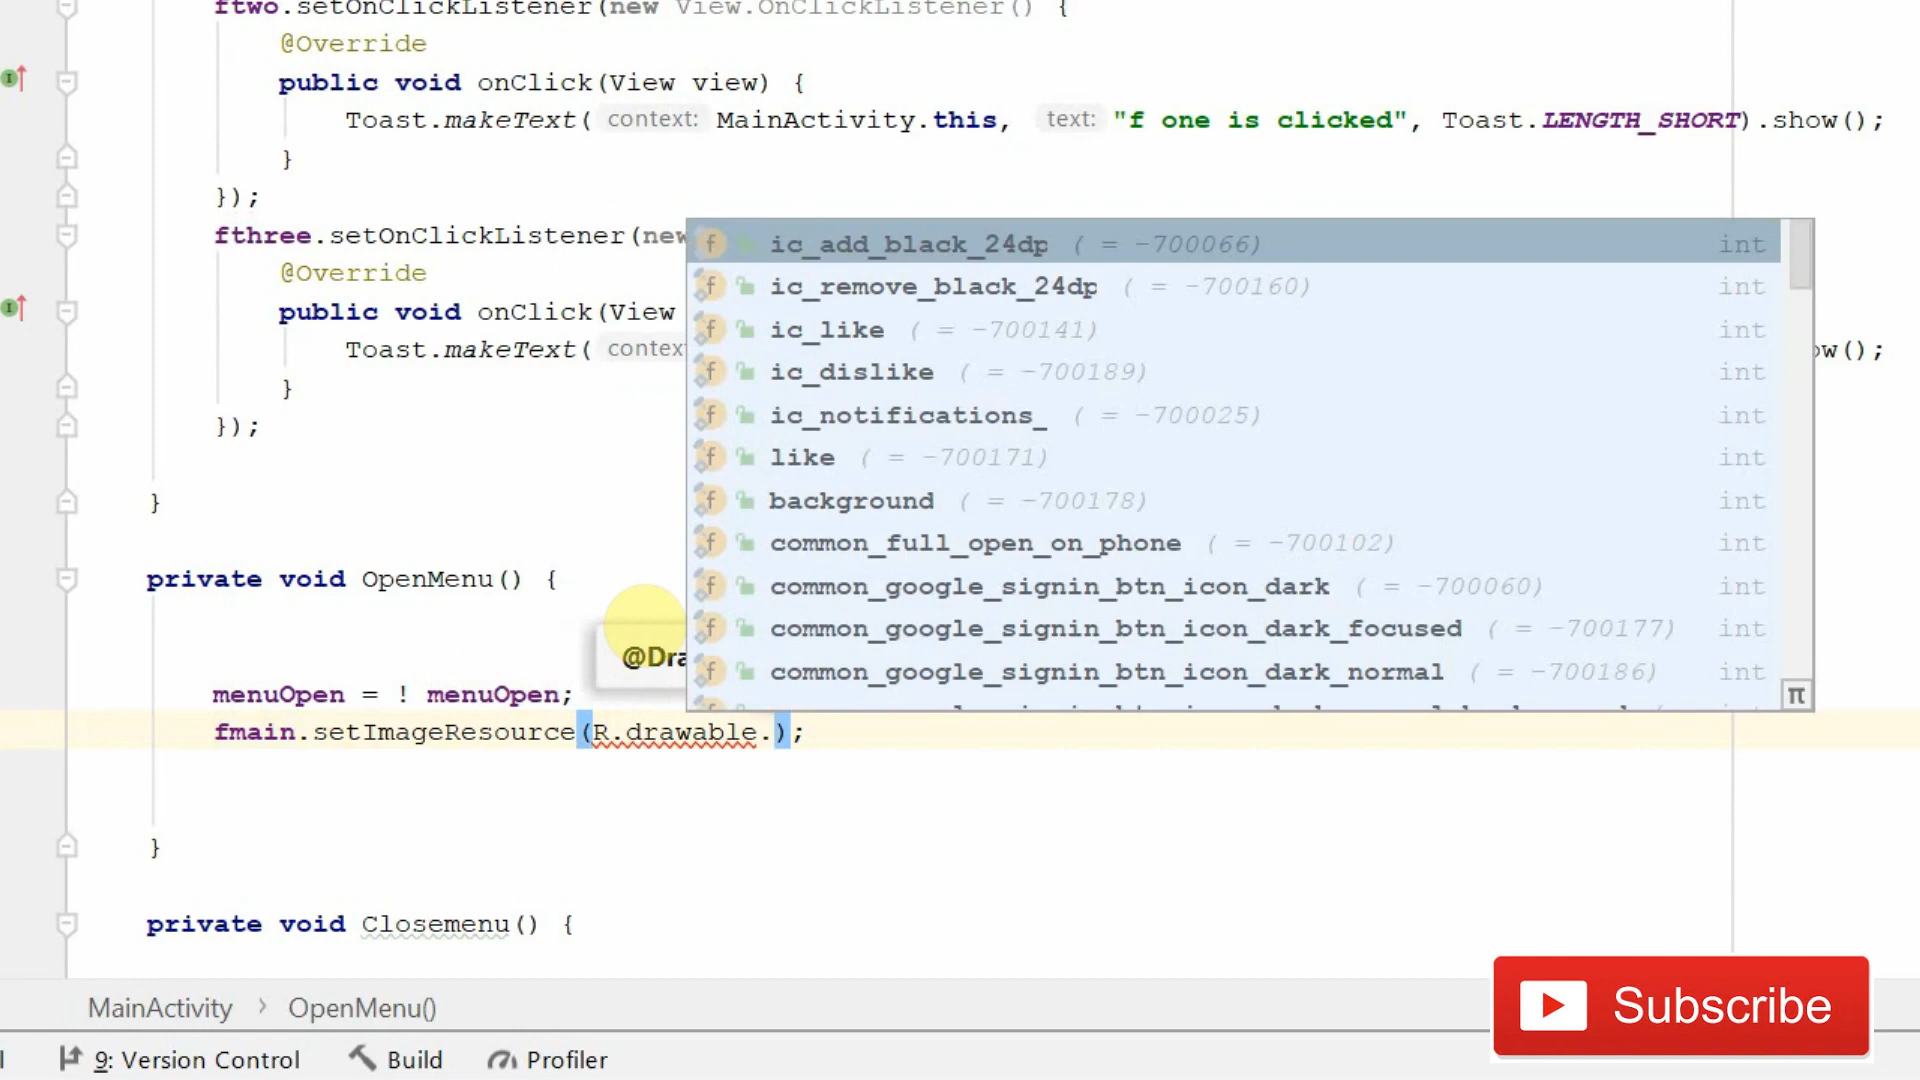 ftwo.setOnClickListener(new View.OnClickListener() {
@Override
public void onClick(View view) {
Toast.makeText( context: MainActivity.this, text: "f one is clicked", Toast.LENGTH_SHORT).show();
}
});
fthree.setOnClickListener(new
@Override
public void onClick(View
Toast.makeText(
ow();
}
});
}
ic_add_black_24dp ( = -700066) int
ic_remove_black_24dp ( = -700160) int
ic_like ( = -700141) int
ic_dislike ( = -700189) int
ic_notifications_ ( = -700025) int
like ( = -700171) int
background ( = -700178) int
common_full_open_on_phone ( = -700102) int
common_google_signin_btn_icon_dark ( = -700060) int
common_google_signin_btn_icon_dark_focused ( = -700177) int
common_google_signin_btn_icon_dark_normal ( = -700186) int
π
private void OpenMenu() {
@Dra
menuOpen = ! menuOpen;
fmain.setImageResource(R.drawable.);
}
private void Closemenu() {
MainActivity > OpenMenu()
9: Version Control Build Profiler
Subscribe